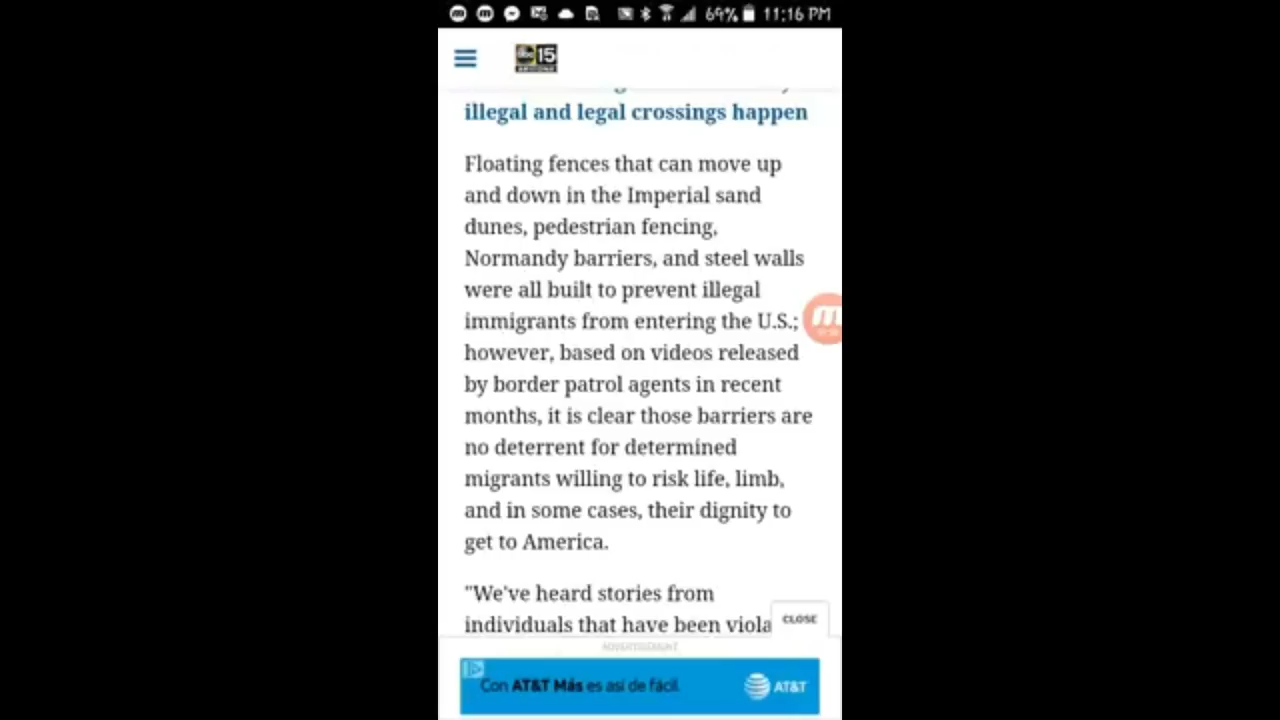 69% 11:16 PM
abc 15
ARIZONA
illegal and legal crossings happen
Floating fences that can move up
and down in the Imperial sand
dunes, pedestrian fencing,
Normandy barriers, and steel walls
were all built to prevent illegal
immigrants from entering the U.S.;
however, based on videos released
by border patrol agents in recent
months, it is clear those barriers are
no deterrent for determined
migrants willing to risk life, limb,
and in some cases, their dignity to
get to America.
"We've heard stories from
individuals that have been viola
CLOSE
ADVERTISEMENT
Con AT&T Más es así de fácil.
AT&T